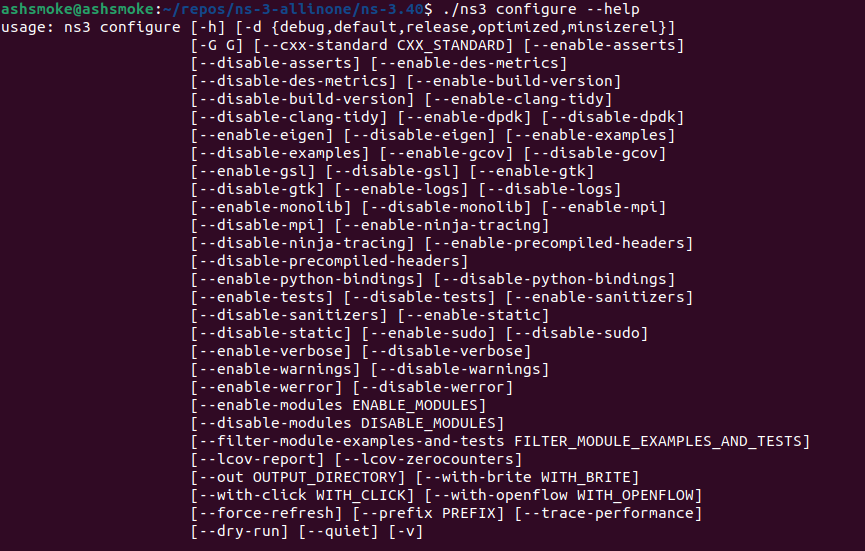 ashsmoke@ashsmoke:~/repos/ns-3-allinone/ns-3.40$ ./ns3 configure --help
usage: ns3 configure [-h] [-d {debug,default,release,optimized,minsizerel}]
[-G G] [--cxx-standard CXX_STANDARD] [--enable-asserts]
[--disable-asserts] [--enable-des-metrics]
[--disable-des-metrics] [--enable-build-version]
[--disable-build-version] [--enable-clang-tidy]
[--disable-clang-tidy] [--enable-dpdk] [--disable-dpdk]
[--enable-eigen] [--disable-eigen] [--enable-examples]
[--disable-examples] [--enable-gcov] [--disable-gcov]
[--enable-gsl] [--disable-gsl] [--enable-gtk]
[--disable-gtk] [--enable-logs] [--disable-logs]
[--enable-monolib] [--disable-monolib] [--enable-mpi]
[--disable-mpi] [--enable-ninja-tracing]
[--disable-ninja-tracing] [--enable-precompiled-headers]
[--disable-precompiled-headers]
[--enable-python-bindings] [--disable-python-bindings]
[--enable-tests] [--disable-tests] [--enable-sanitizers]
[--disable-sanitizers] [--enable-static]
[--disable-static] [--enable-sudo] [--disable-sudo]
[--enable-verbose] [--disable-verbose]
[--enable-warnings] [--disable-warnings]
[--enable-werror] [--disable-werror]
[--enable-modules ENABLE_MODULES]
[--disable-modules DISABLE_MODULES]
[--filter-module-examples-and-tests FILTER_MODULE_EXAMPLES_AND_TESTS]
[--lcov-report] [--lcov-zerocounters]
[--out OUTPUT_DIRECTORY] [--with-brite WITH_BRITE]
[--with-click WITH_CLICK] [--with-openflow WITH_OPENFLOW]
[--force-refresh] [--prefix PREFIX] [--trace-performance]
[--dry-run] [--quiet] [-v]